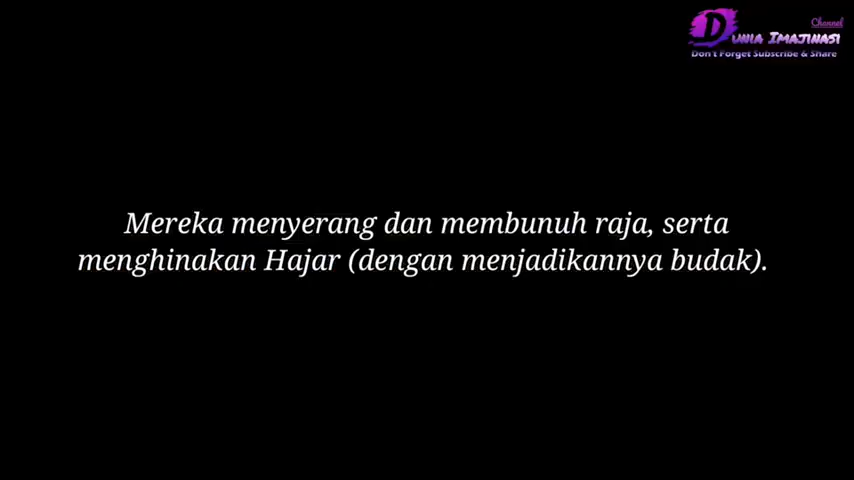 Channel
Dunia Imajinasi
Don't Forget Subscribe & Share
Mereka menyerang dan membunuh raja, serta
menghinakan Hajar (dengan menjadikannya budak).